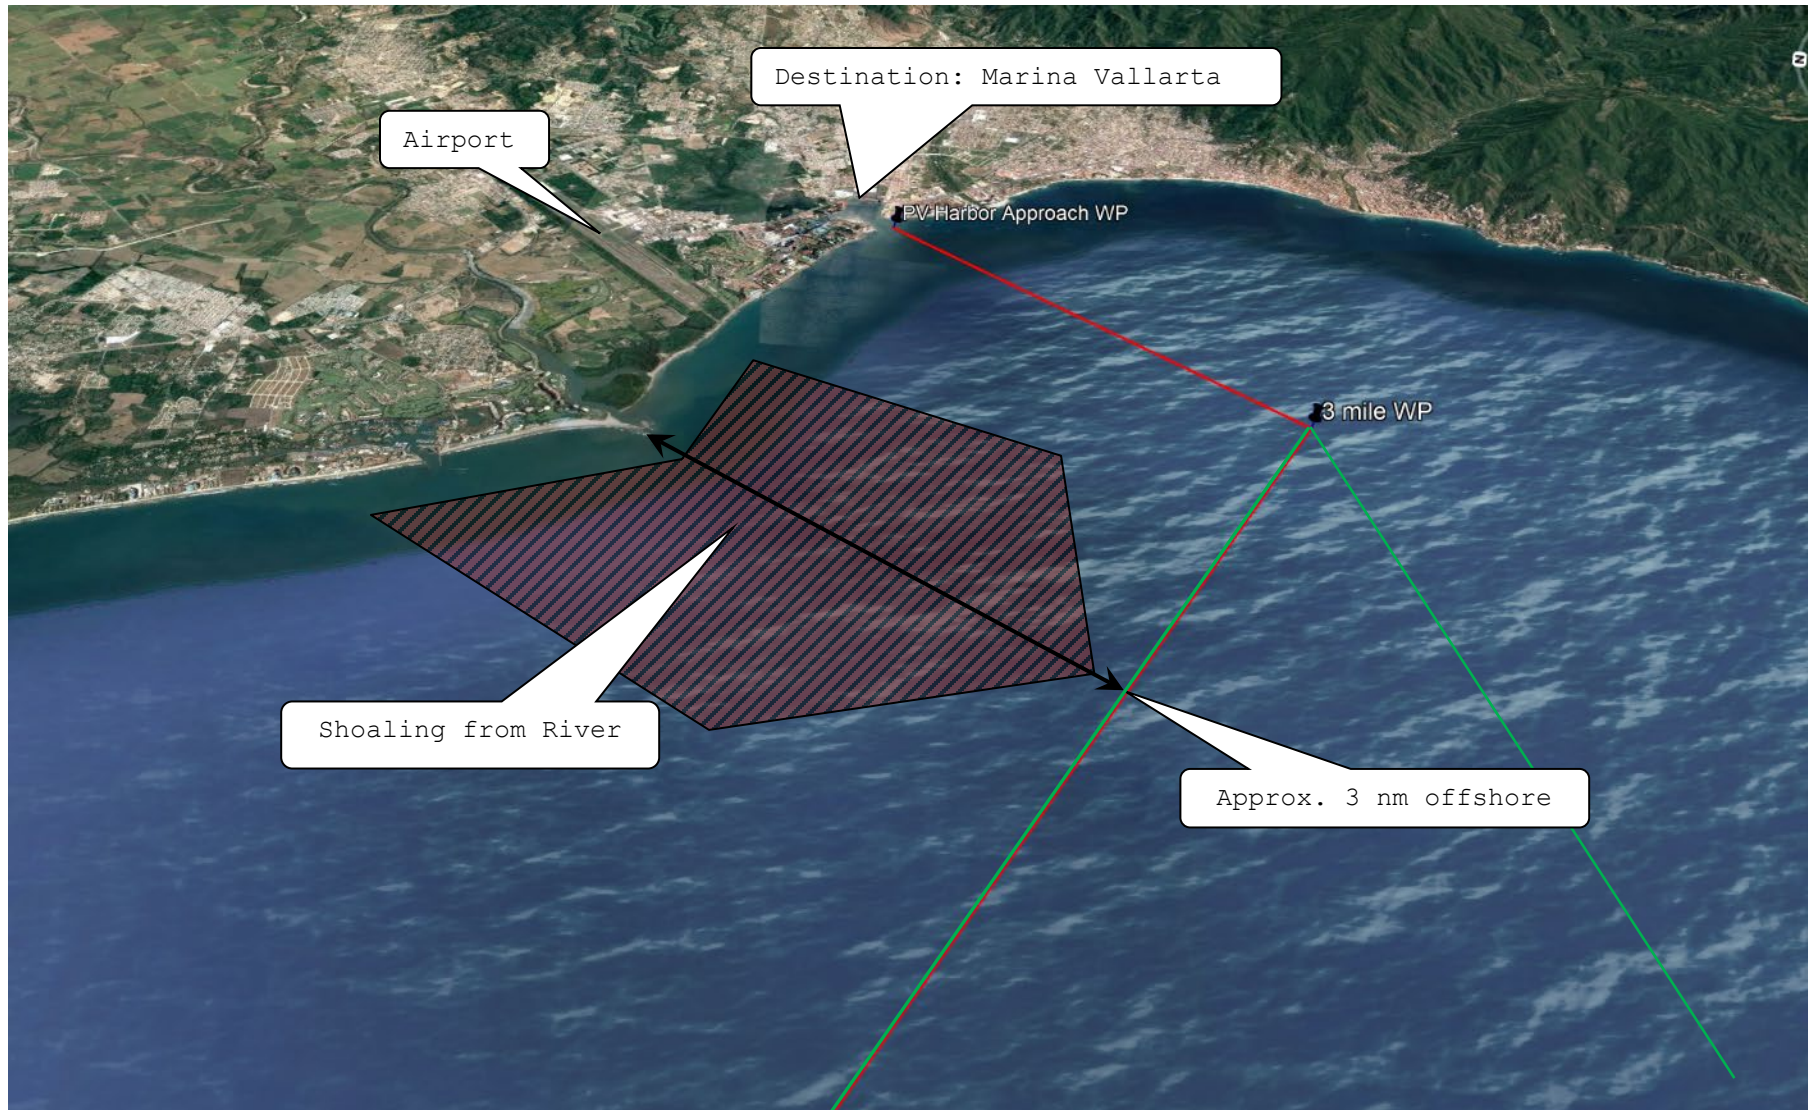 Destination: Marina Vallarta
Airport
PV Harbor Approach WP
3 mile WP
Shoaling from River
Approx. 3 nm offshore
N